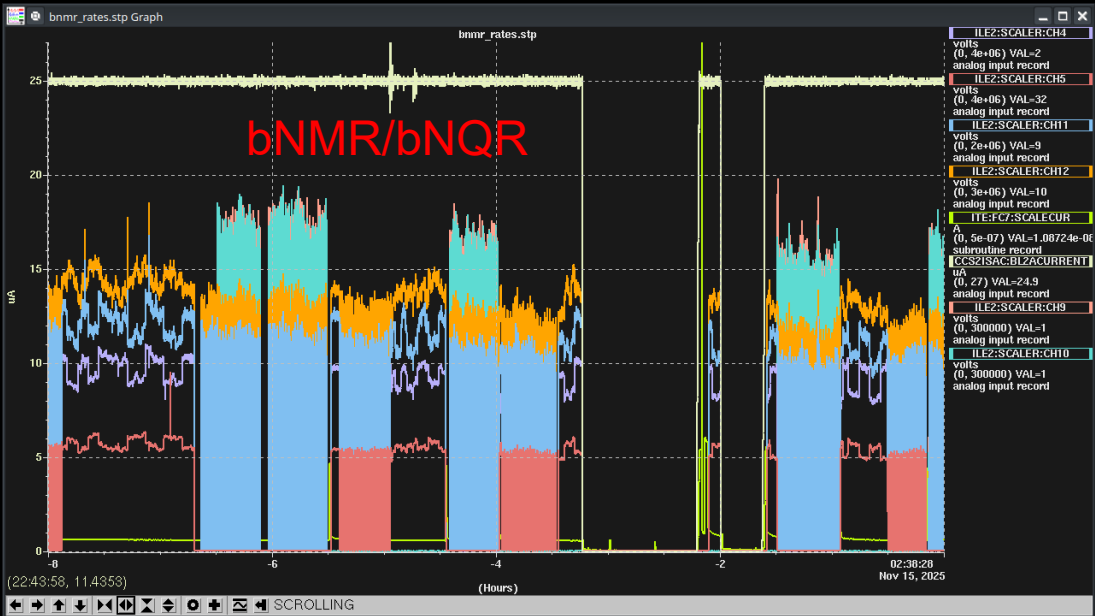 bnmr_rates.stp Graph
bnmr_rates.stp
bNMR/bNQR
25
20
15
10
5
0
uA
-8
-6
-4
-2
02:38:28
Nov 15, 2025
(Hours)
(22:43:58, 11.4353)
SCROLLING
ILE2:SCALER:CH4
volts
(0, 4e+06) VAL=2
analog input record
ILE2:SCALER:CH5
volts
(0, 4e+06) VAL=32
analog input record
ILE2:SCALER:CH11
volts
(0, 2e+06) VAL=9
analog input record
ILE2:SCALER:CH12
volts
(0, 3e+06) VAL=10
analog input record
ITE:FC7:SCALECUR
A
(0, 5e-07) VAL=1.08724e-08
subroutine record
CCS2ISAC:BL2ACURRENT
uA
(0, 27) VAL=24.9
analog input record
ILE2:SCALER:CH9
volts
(0, 300000) VAL=1
analog input record
ILE2:SCALER:CH10
volts
(0, 300000) VAL=1
analog input record